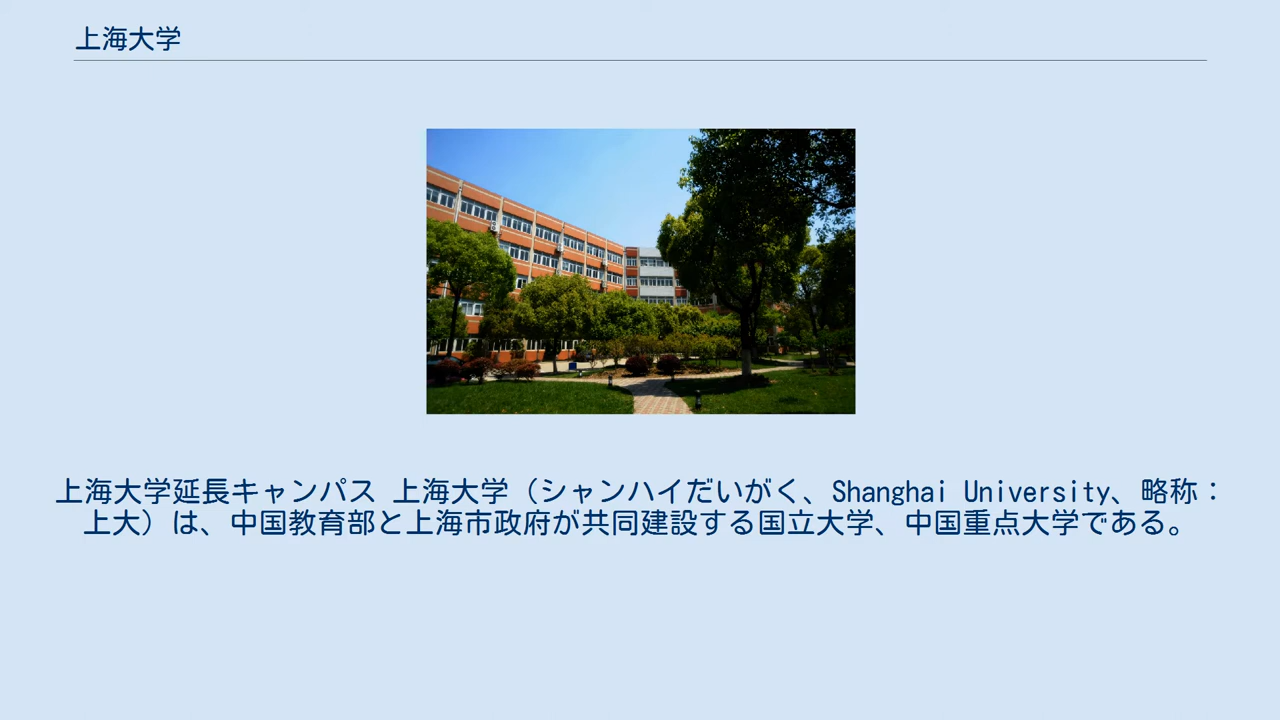 上海大学
上海大学延長キャンパス 上海大学（シャンハイだいがく、Shanghai University、略称：
上大）は、中国教育部と上海市政府が共同建設する国立大学、中国重点大学である。